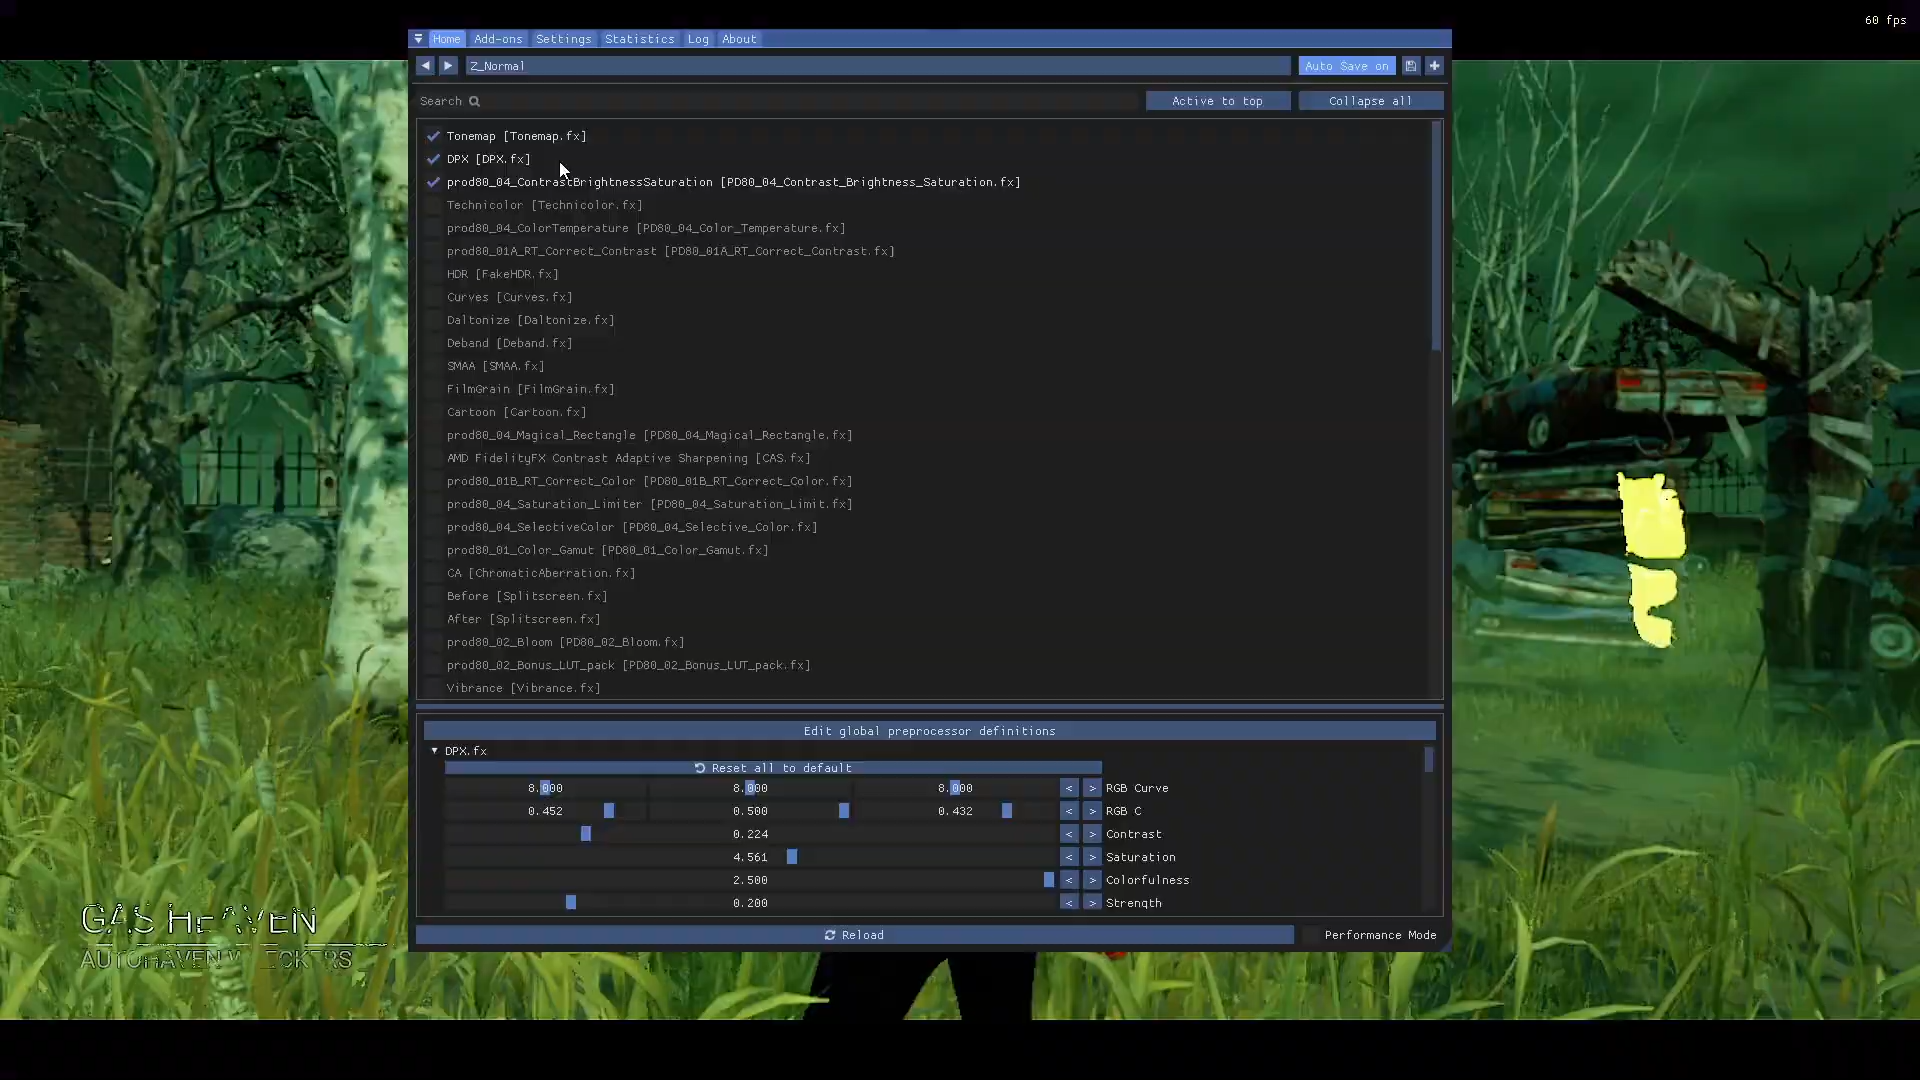 60 fps
Home Add-ons Settings Statistics Log About
Z_Normal Auto Save on
Search Active to top Collapse all
Tonemap [Tonemap.fx]
DPX [DPX.fx]
prod80_04_ContrastBrightnessSaturation [PD80_04_Contrast_Brightness_Saturation.fx]
Technicolor [Technicolor.fx]
prod80_04_ColorTemperature [PD80_04_Color_Temperature.fx]
prod80_01A_RT_Correct_Contrast [PD80_01A_RT_Correct_Contrast.fx]
HDR [FakeHDR.fx]
Curves [Curves.fx]
Daltonize [Daltonize.fx]
Deband [Deband.fx]
SMAA [SMAA.fx]
FilmGrain [FilmGrain.fx]
Cartoon [Cartoon.fx]
prod80_04_Magical_Rectangle [PD80_04_Magical_Rectangle.fx]
AMD FidelityFX Contrast Adaptive Sharpening [CAS.fx]
prod80_01B_RT_Correct_Color [PD80_01B_RT_Correct_Color.fx]
prod80_04_Saturation_Limiter [PD80_04_Saturation_Limit.fx]
prod80_04_SelectiveColor [PD80_04_Selective_Color.fx]
prod80_01_Color_Gamut [PD80_01_Color_Gamut.fx]
CA [ChromaticAberration.fx]
Before [Splitscreen.fx]
After [Splitscreen.fx]
prod80_02_Bloom [PD80_02_Bloom.fx]
prod80_02_Bonus_LUT_pack [PD80_02_Bonus_LUT_pack.fx]
Vibrance [Vibrance.fx]
Edit global preprocessor definitions
DPX.fx
Reset all to default
8.000 8.000 8.000 < > RGB Curve
0.452 0.500 0.432 < > RGB C
0.224 < > Contrast
4.561 < > Saturation
2.500 < > Colorfulness
0.200 < > Strength
Reload Performance Mode
GAS HEAVEN
AUTOHAVEN WRECKERS